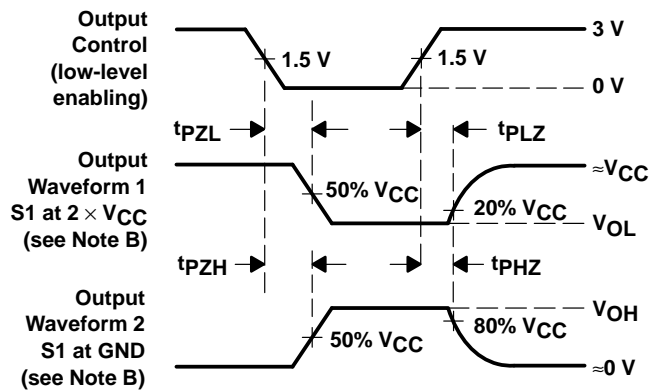 Output
Control
(low-level
enabling)
1.5 V
1.5 V
3 V
0 V
tPZL
tPLZ
Output
Waveform 1
S1 at 2 × VCC
(see Note B)
50% VCC
20% VCC
≈VCC
VOL
tPZH
tPHZ
Output
Waveform 2
S1 at GND
(see Note B)
50% VCC
80% VCC
VOH
≈0 V